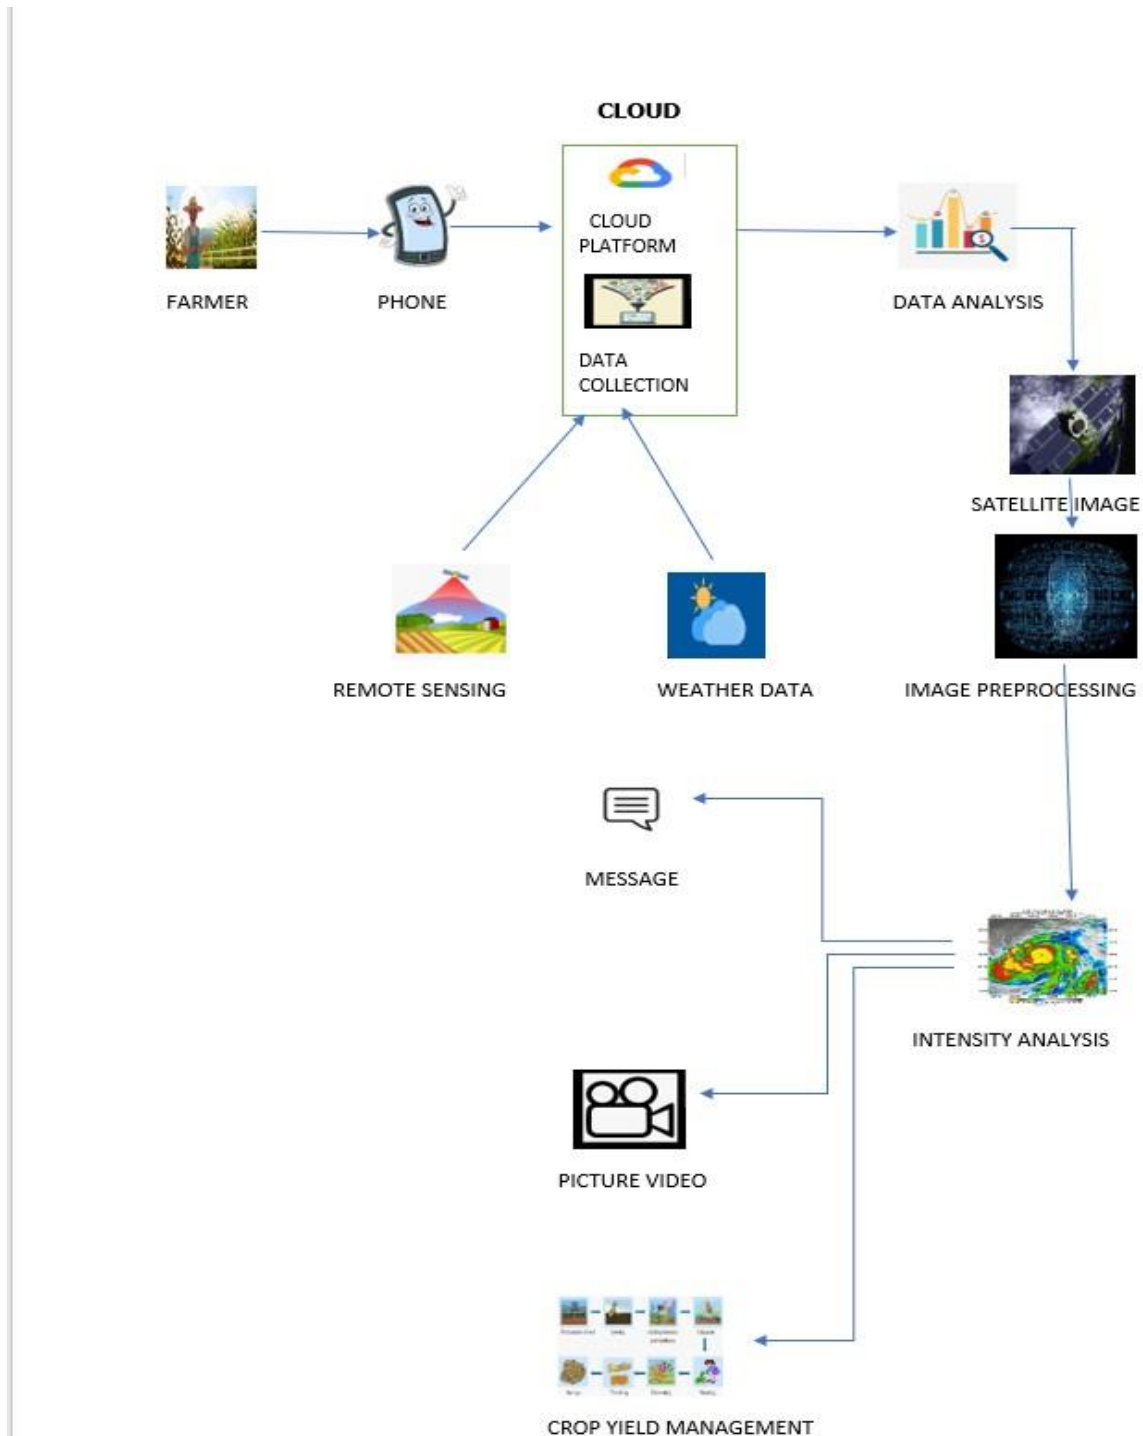 CLOUD
CLOUD
PLATFORM
DATA
COLLECTION
FARMER
PHONE
DATA ANALYSIS
SATELLITE IMAGE
REMOTE SENSING
WEATHER DATA
IMAGE PREPROCESSING
MESSAGE
INTENSITY ANALYSIS
PICTURE VIDEO
CROP YIELD MANAGEMENT